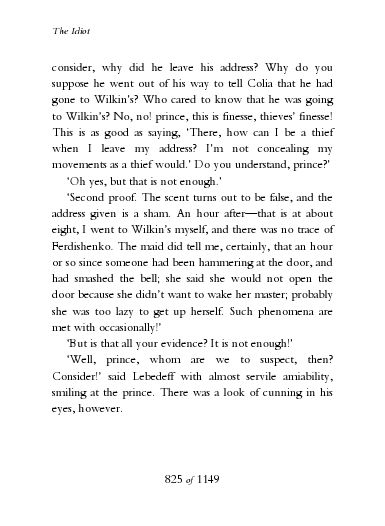 The Idiot
consider, why did he leave his address? Why do you
suppose he went out of his way to tell Colia that he had
gone to Wilkin's? Who cared to know that he was going
to Wilkin's? No, no! prince, this is finesse, thieves' finesse!
This is as good as saying, 'There, how can I be a thief
when I leave my address? I'm not concealing my
movements as a thief would.' Do you understand, prince?'
'Oh yes, but that is not enough.'
'Second proof. The scent turns out to be false, and the
address given is a sham. An hour after—that is at about
eight, I went to Wilkin's myself, and there was no trace of
Ferdishenko. The maid did tell me, certainly, that an hour
or so since someone had been hammering at the door, and
had smashed the bell; she said she would not open the
door because she didn't want to wake her master; probably
she was too lazy to get up herself. Such phenomena are
met with occasionally!'
'But is that all your evidence? It is not enough!'
'Well, prince, whom are we to suspect, then?
Consider!' said Lebedeff with almost servile amiability,
smiling at the prince. There was a look of cunning in his
eyes, however.
825 of 1149